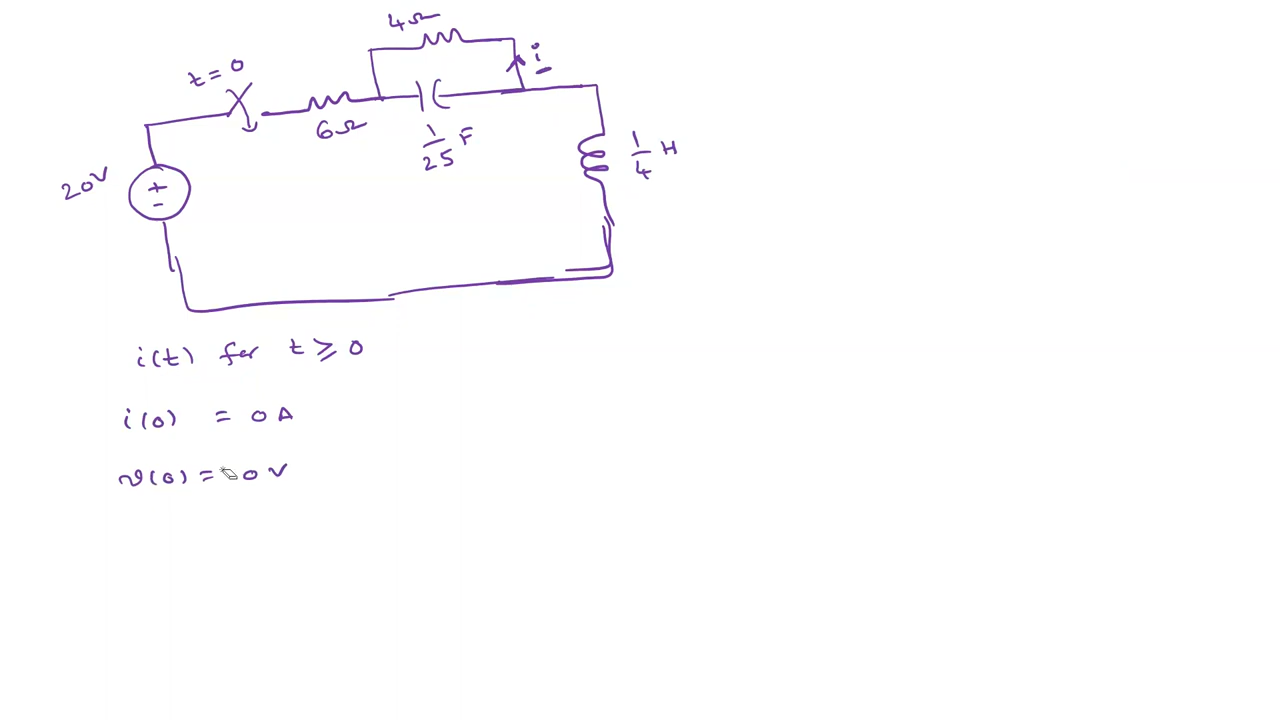 4Ω
i
t = 0
6Ω
1/25 F
1/4 H
20V
+
-
i(t) for t ≥ 0
i(0) = 0 A
v(0) = 0 V